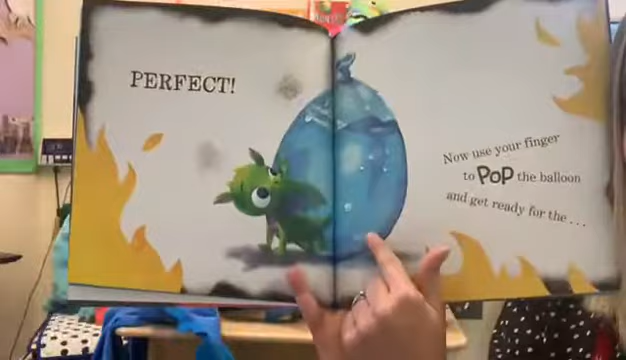 PERFECT!
Now use your finger
to POP the balloon
and get ready for the ...